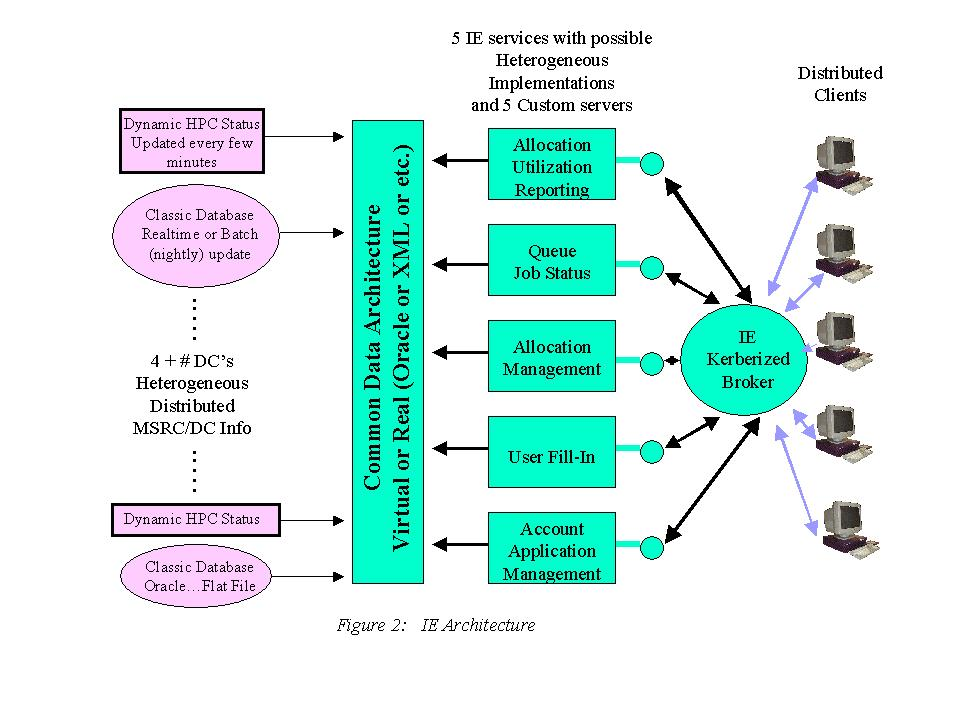 5 IE services with possible
Heterogeneous
Implementations
and 5 Custom servers
Distributed
Clients
Dynamic HPC Status
Updated every few
minutes
Classic Database
Realtime or Batch
(nightly) update
4 + # DC's
Heterogeneous
Distributed
MSRC/DC Info
Dynamic HPC Status
Classic Database
Oracle…Flat File
Common Data Architecture
Virtual or Real (Oracle or XML or etc.)
Allocation
Utilization
Reporting
Queue
Job Status
Allocation
Management
User Fill-In
Account
Application
Management
IE
Kerberized
Broker
Figure 2: IE Architecture